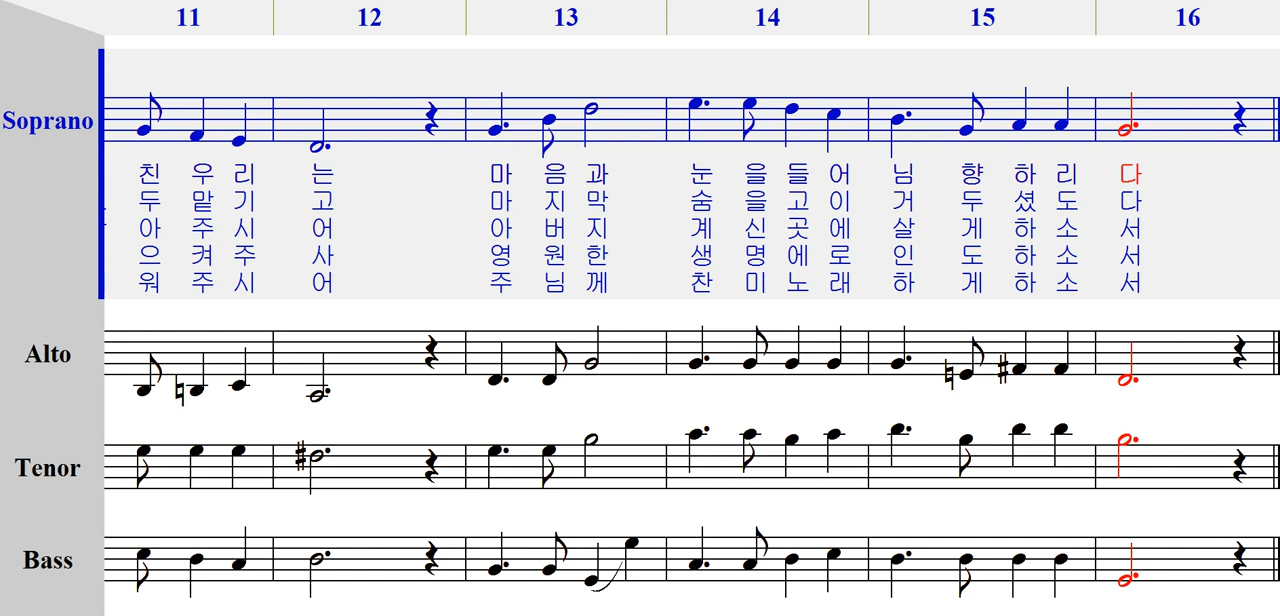 11 12 13 14 15 16
Soprano
친 우 리 는 마 음 과 눈 을 들 어 님 향 하 리 다
두 맡 기 고 마 지 막 숨 을 고 이 거 두 셨 도 다
아 주 시 어 아 버 지 계 신 곳 에 살 게 하 소 서
으 켜 주 사 영 원 한 생 명 에 로 인 도 하 소 서
워 주 시 어 주 님 께 찬 미 노 래 하 게 하 소 서
Alto
Tenor
Bass